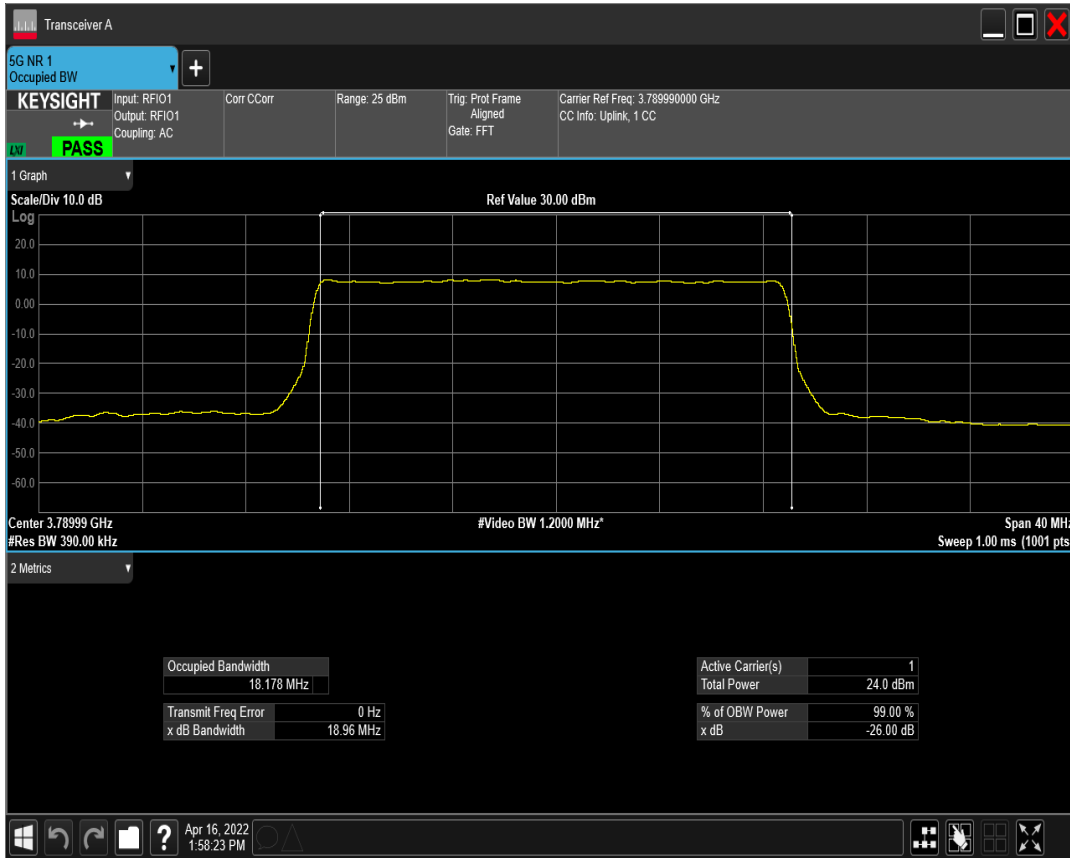 Transceiver A
5G NR 1
Occupied BW
KEYSIGHT
Input: RFIO1
Output: RFIO1
Coupling: AC
Corr CCorr
Range: 25 dBm
Trig: Prot Frame
Aligned
Gate: FFT
Carrier Ref Freq: 3.789990000 GHz
CC Info: Uplink, 1 CC
LXI
PASS
1 Graph
Scale/Div 10.0 dB
Ref Value 30.00 dBm
Log
20.0
10.0
0.00
-10.0
-20.0
-30.0
-40.0
-50.0
-60.0
Center 3.78999 GHz
#Video BW 1.2000 MHz*
Span 40 MHz
#Res BW 390.00 kHz
Sweep 1.00 ms (1001 pts
2 Metrics
Occupied Bandwidth
18.178 MHz
Transmit Freq Error 0 Hz
x dB Bandwidth 18.96 MHz
Active Carrier(s) 1
Total Power 24.0 dBm
% of OBW Power 99.00 %
x dB -26.00 dB
Apr 16, 2022
1:58:23 PM